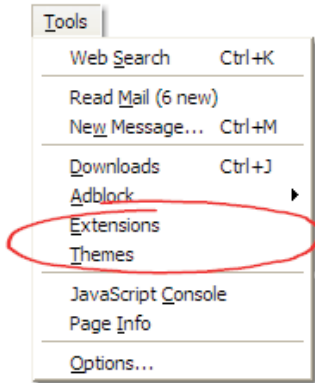 Tools
Web Search Ctrl+K
Read Mail (6 new)
New Message... Ctrl+M
Downloads Ctrl+J
Adblock
Extensions
Themes
JavaScript Console
Page Info
Options...